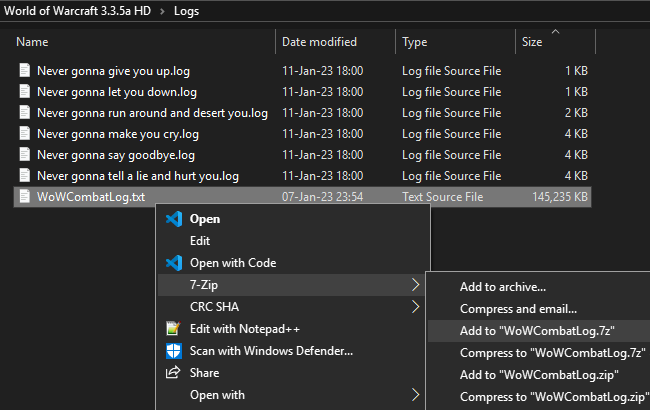 World of Warcraft 3.3.5a HD > Logs
Name Date modified Type Size
Never gonna give you up.log 11-Jan-23 18:00 Log file Source File 1 KB
Never gonna let you down.log 11-Jan-23 18:00 Log file Source File 1 KB
Never gonna run around and desert you.log 11-Jan-23 18:00 Log file Source File 2 KB
Never gonna make you cry.log 11-Jan-23 18:00 Log file Source File 4 KB
Never gonna say goodbye.log 11-Jan-23 18:00 Log file Source File 4 KB
Never gonna tell a lie and hurt you.log 11-Jan-23 18:00 Log file Source File 4 KB
WoWCombatLog.txt 07-Jan-23 23:54 Text Source File 145,235 KB
Open
Edit
Open with Code
7-Zip
CRC SHA
Edit with Notepad++
Scan with Windows Defender...
Share
Open with
Add to archive...
Compress and email...
Add to "WoWCombatLog.7z"
Compress to "WoWCombatLog.7z"
Add to "WoWCombatLog.zip"
Compress to "WoWCombatLog.zip"